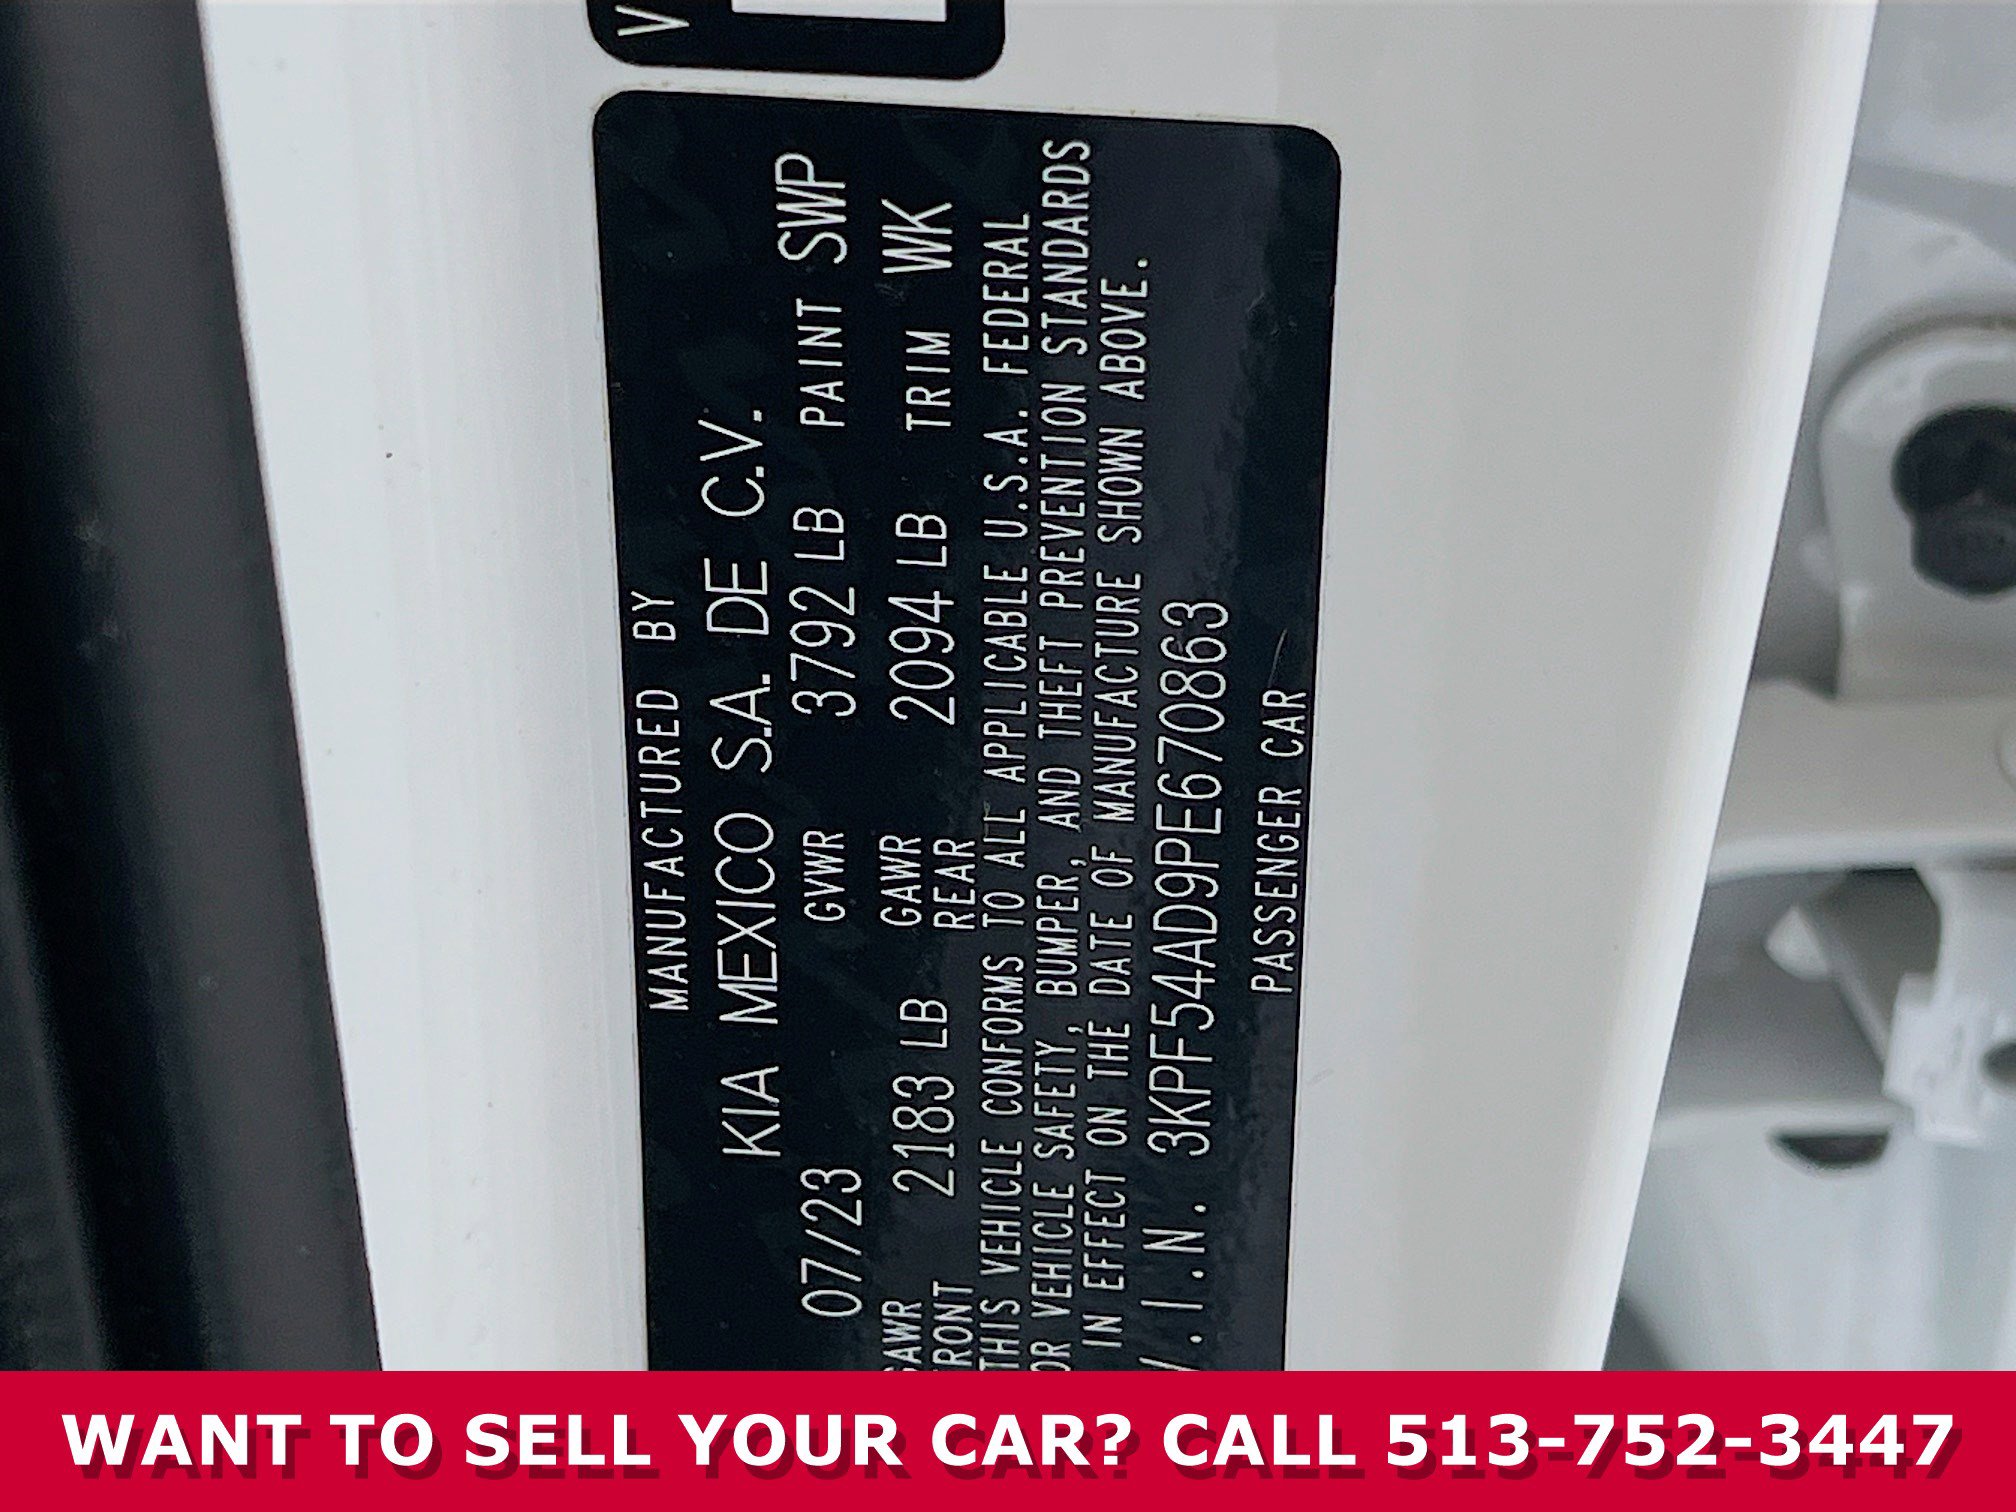 V
MANUFACTURED BY
KIA MEXICO S.A. DE C.V.
07/23 GVWR 3792 LB PAINT SWP
GAWR FRONT 2183 LB GAWR REAR 2094 LB TRIM WK
THIS VEHICLE CONFORMS TO ALL APPLICABLE U.S.A. FEDERAL
OR VEHICLE SAFETY, BUMPER, AND THEFT PREVENTION STANDARDS
IN EFFECT ON THE DATE OF MANUFACTURE SHOWN ABOVE.
V.I.N. 3KPF54AD9PE670863
PASSENGER CAR
WANT TO SELL YOUR CAR? CALL 513-752-3447